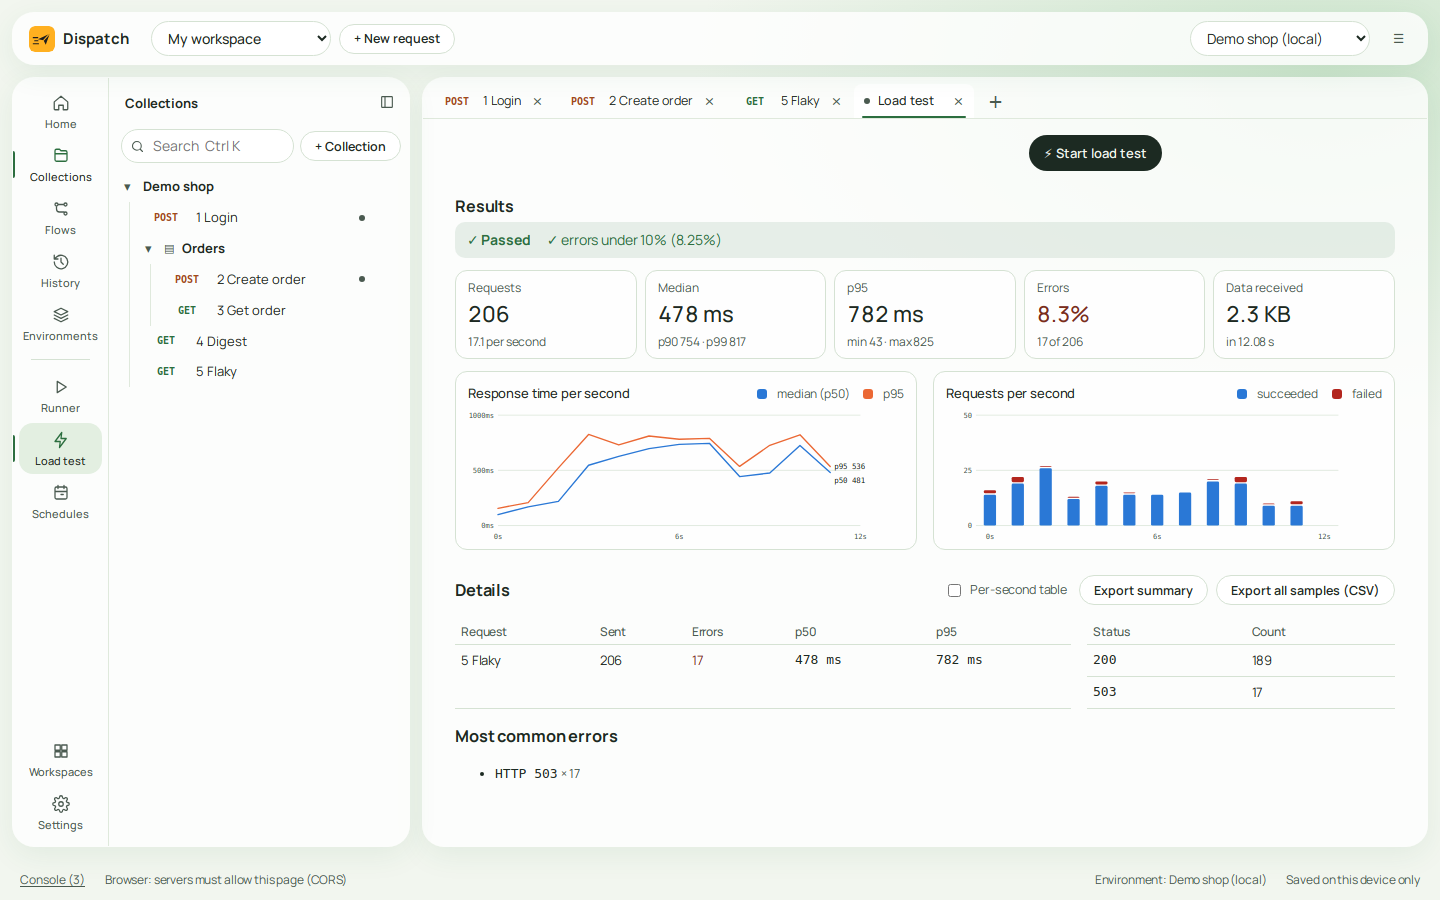 Dispatch
My workspace
+ New request
Demo shop (local)
Home
Collections
Flows
History
Environments
Runner
Load test
Schedules
Workspaces
Settings
Collections
Search Ctrl K
+ Collection
Demo shop
POST 1 Login
Orders
POST 2 Create order
GET 3 Get order
GET 4 Digest
GET 5 Flaky
POST 1 Login ×
POST 2 Create order ×
GET 5 Flaky ×
Load test ×
+
⚡ Start load test
Results
✓ Passed ✓ errors under 10% (8.25%)
Requests
206
17.1 per second
Median
478 ms
p90 754 · p99 817
p95
782 ms
min 43 · max 825
Errors
8.3%
17 of 206
Data received
2.3 KB
in 12.08 s
Response time per second
median (p50) p95
1000ms
500ms
0ms
0s 6s 12s
p95 536
p50 481
Requests per second
succeeded failed
50
25
0
0s 6s 12s
Details
Per-second table
Export summary
Export all samples (CSV)
Request Sent Errors p50 p95
5 Flaky 206 17 478 ms 782 ms
Status Count
200 189
503 17
Most common errors
• HTTP 503 × 17
Console (3)
Browser: servers must allow this page (CORS)
Environment: Demo shop (local)
Saved on this device only